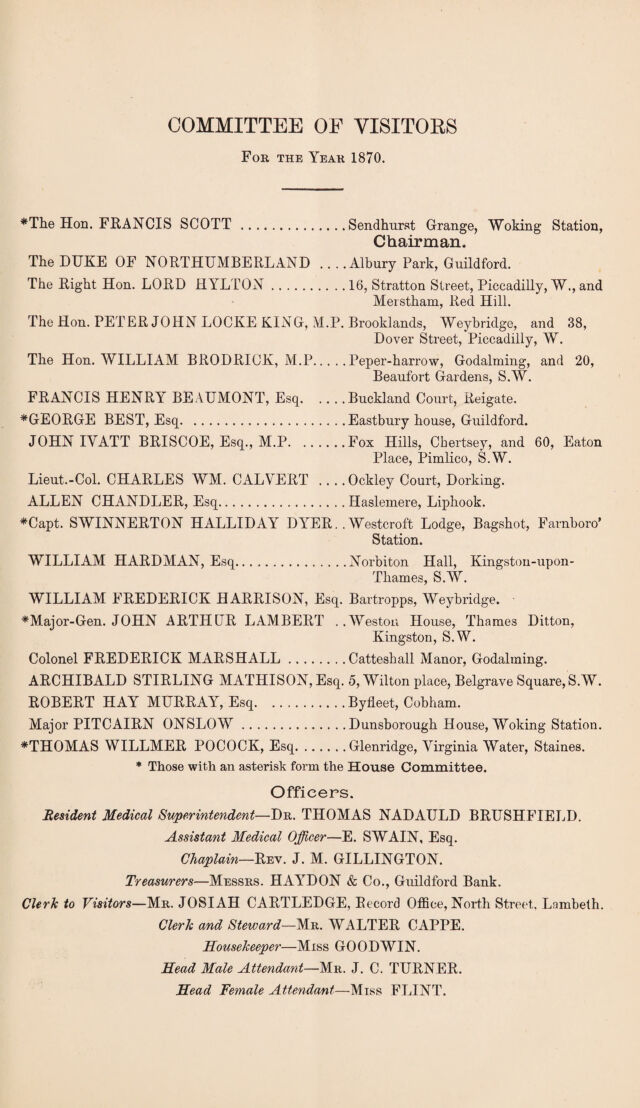 COMMITTEE OF VISITORS
FOR THE YEAR 1870.
*The Hon. FRANCIS SCOTT ..............Sendhurst Grange, Woking Station,
Chairman.
The DUKE OF NORTHUMBERLAND ....Albury Park, Guildford.
The Right Hon. LORD HYLTON ..........16, Stratton Street, Piccadilly, W., and
Merstham, Red Hill.
The Hon. PETER JOHN LOCKE KING, M.P. Brooklands, Weybridge, and 38,
Dover Street, Piccadilly, W.
The Hon. WILLIAM BRODRICK, M.P.....Peper-harrow, Godalming, and 20,
Beaufort Gardens, S.W.
FRANCIS HENRY BEAUMONT, Esq. ....Buckland Court, Reigate.
*GEORGE BEST, Esq. ....................Eastbury house, Guildford.
JOHN IVATT BRISCOE, Esq., M.P. ......Fox Hills, Chertsey, and 60, Eaton
Place, Pimlico, S.W.
Lieut.-Col. CHARLES WM. CALVERT ....Ockley Court, Dorking.
ALLEN CHANDLER, Esq.................Haslemere, Liphook.
*Capt. SWINNERTON HALLIDAY DYER..Westcroft Lodge, Bagshot, Farnboro'
Station.
WILLIAM HARDMAN, Esq...............Norbiton Hall, Kingston-upon-
Thames, S.W.
WILLIAM FREDERICK HARRISON, Esq. Bartropps, Weybridge.
*Major-Gen. JOHN ARTHUR LAMBERT ..Weston House, Thames Ditton,
Kingston, S.W.
Colonel FREDERICK MARSHALL ........Catteshall Manor, Godalming.
ARCHIBALD STIRLING MATHISON, Esq. 5, Wilton place, Belgrave Square, S.W.
ROBERT HAY MURRAY, Esq. ..........Byfleet, Cobham.
Major PITCAIRN ONSLOW ..............Dunsborough House, Woking Station.
*THOMAS WILLMER POCOCK, Esq.......Glenridge, Virginia Water, Staines.
* Those with an asterisk form the House Committee.
Officers.
Resident Medical Superintendent—DR. THOMAS NADAULD BRUSHFIELD.
Assistant Medical Officer—E. SWAIN, Esq.
Chaplain—REV. J. M. GILLINGTON.
Treasurers—MESSRS. HAYDON & Co., Guildford Bank.
Clerk to Visitors—MR. JOSIAH CARTLEDGE, Record Office, North Street, Lambeth.
Clerk and Steward—MR. WALTER CAPPE.
Housekeeper—MISS GOODWIN.
Head Male Attendant—MR. J. C. TURNER.
Head Female Attendant—MISS FLINT.